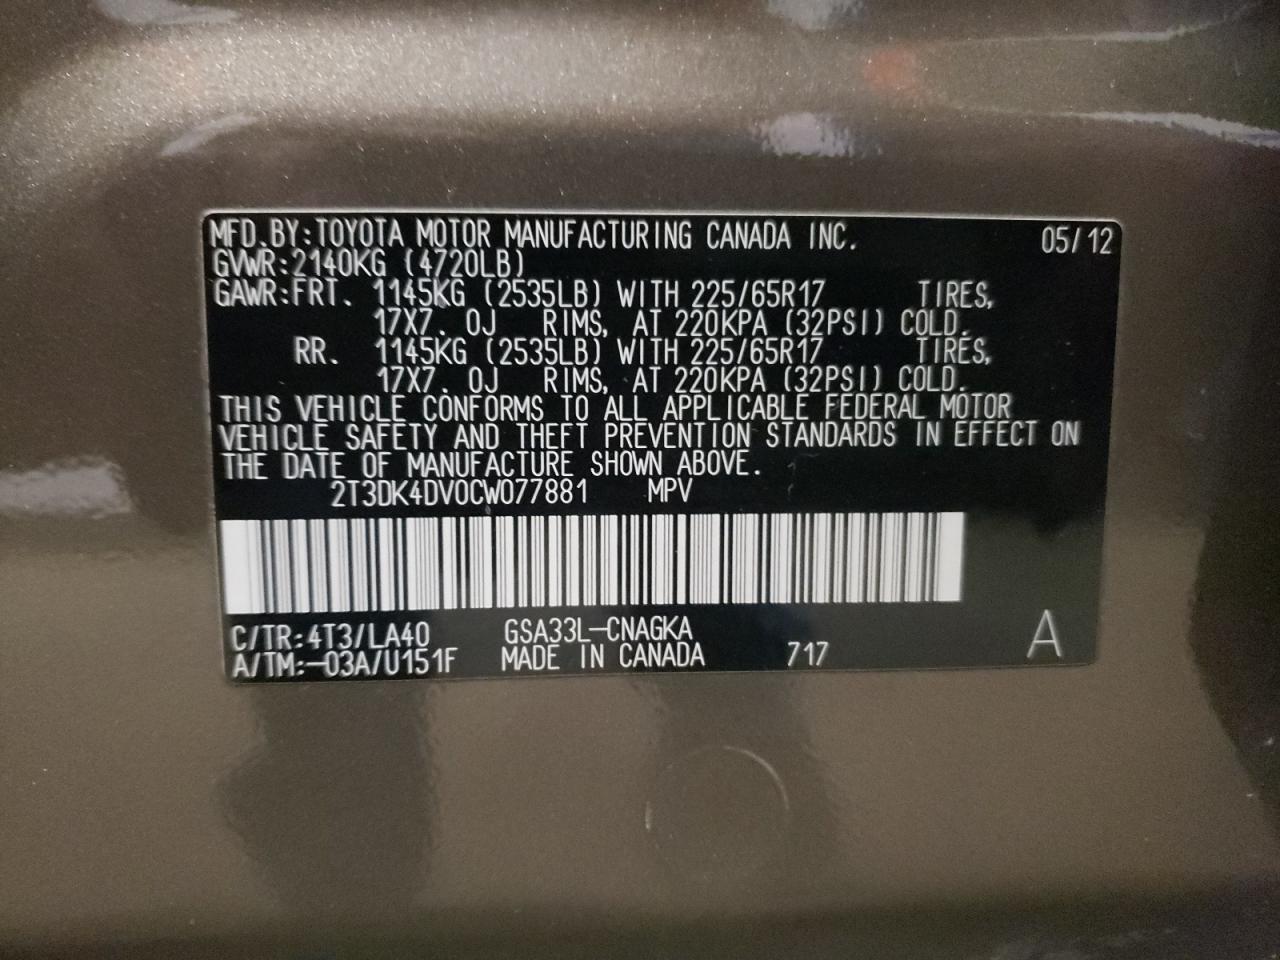 MFD.BY:TOYOTA MOTOR MANUFACTURING CANADA INC. 05/12
GVWR:2140KG (4720LB)
GAWR:FRT. 1145KG (2535LB) WITH 225/65R17 TIRES,
17X7. 0J RIMS, AT 220KPA (32PSI) COLD.
RR. 1145KG (2535LB) WITH 225/65R17 TIRES,
17X7. 0J RIMS, AT 220KPA (32PSI) COLD.
THIS VEHICLE CONFORMS TO ALL APPLICABLE FEDERAL MOTOR
VEHICLE SAFETY AND THEFT PREVENTION STANDARDS IN EFFECT ON
THE DATE OF MANUFACTURE SHOWN ABOVE.
2T3DK4DV0CW077881 MPV
C/TR:4T3/LA40 GSA33L-CNAGKA
A/TM:-03A/U151F MADE IN CANADA 717 A